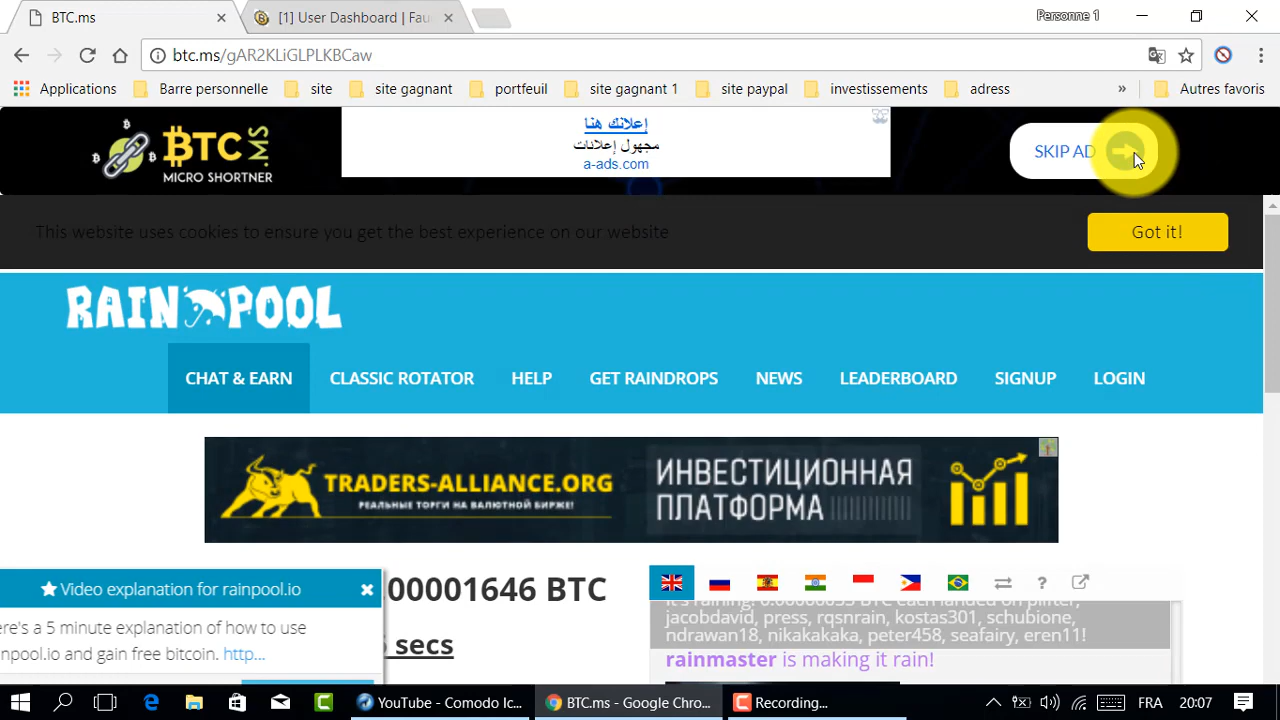 BTC.ms
[1] User Dashboard | Fau
Personne 1
btc.ms/gAR2KLiGLPLKBCaw
Applications
Barre personnelle
site
site gagnant
portfeuil
site gagnant 1
site paypal
investissements
adress
»
Autres favoris
BTC.MS
MICRO SHORTNER
إعلانك هنا
مجهول إعلانات
a-ads.com
SKIP AD
This website uses cookies to ensure you get the best experience on our website
Got it!
RAIN POOL
CHAT & EARN
CLASSIC ROTATOR
HELP
GET RAINDROPS
NEWS
LEADERBOARD
SIGNUP
LOGIN
TRADERS-ALLIANCE.ORG
РЕАЛЬНЫЕ ТОРГИ НА ВАЛЮТНОЙ БИРЖЕ!
ИНВЕСТИЦИОННАЯ
ПЛАТФОРМА
Video explanation for rainpool.io
ere's a 5 minute explanation of how to use
inpool.io and gain free bitcoin. http...
.00001646 BTC
secs
?
jacobdavid, press, rqsnrain, kostas301, schubione,
ndrawan18, nikakakaka, peter458, seafairy, eren11!
rainmaster is making it rain!
YouTube - Comodo Ic...
BTC.ms - Google Chro...
Recording...
FRA
20:07